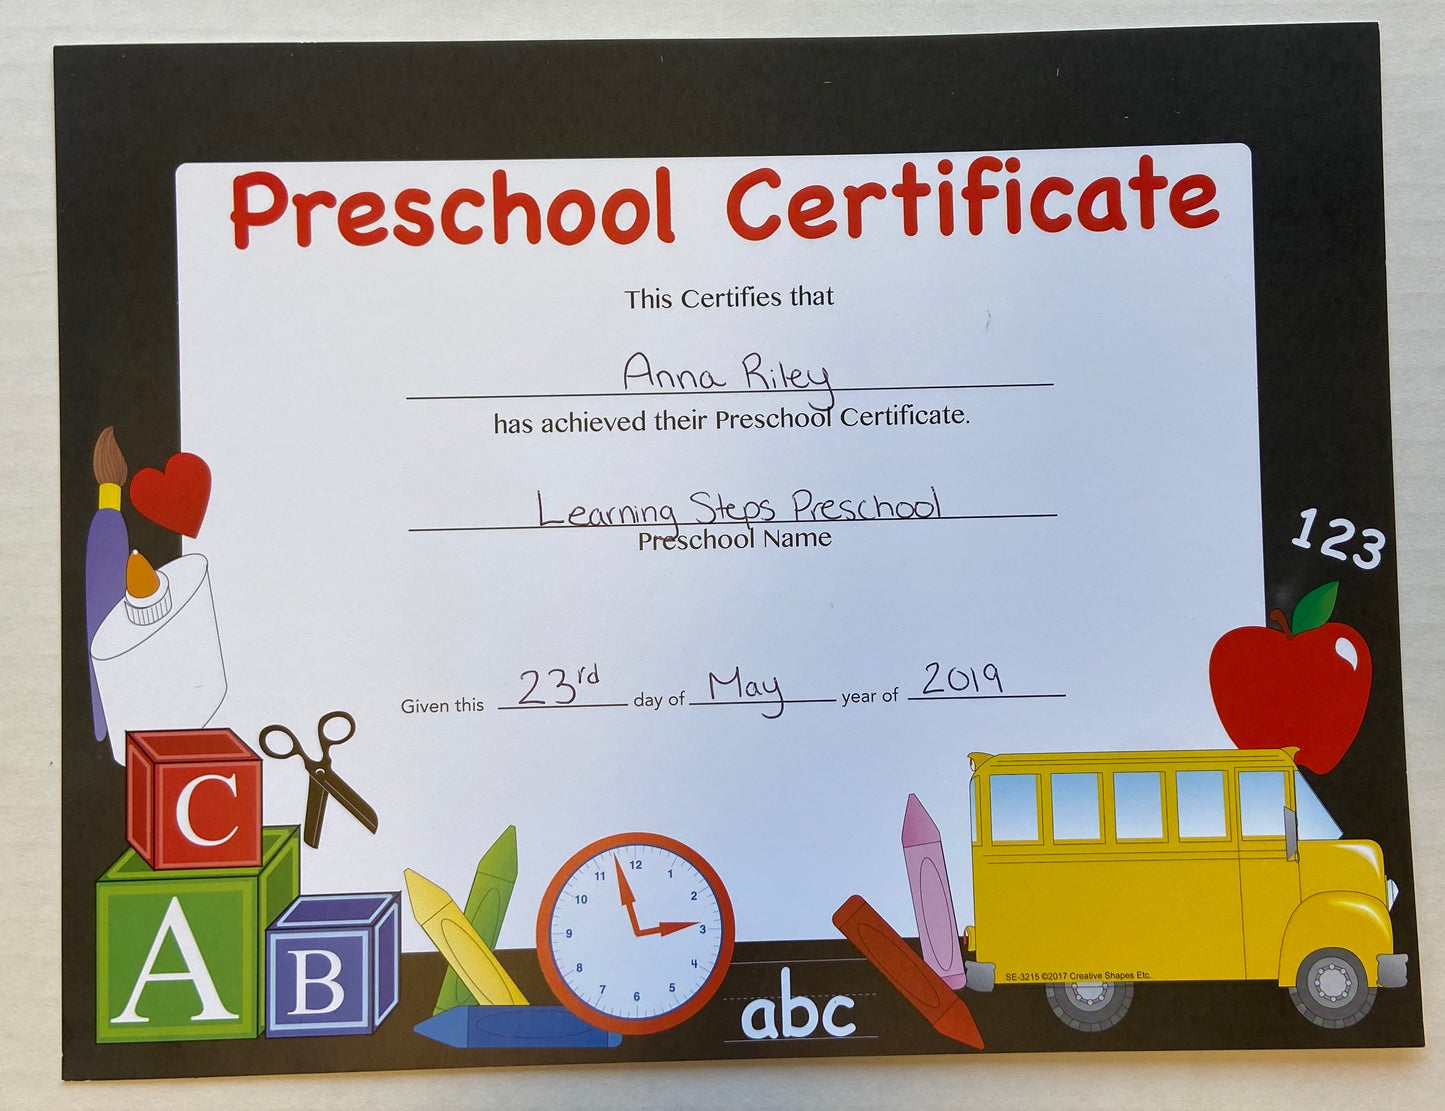 Preschool Certificate
This Certifies that
Anna Riley
has achieved their Preschool Certificate.
Learning Steps Preschool
Preschool Name
123
Given this 23rd day of May year of 2019
C
A
B
12
1
2
3
4
5
6
7
8
9
10
11
abc
SE-3215 ©2017 Creative Shapes Etc.